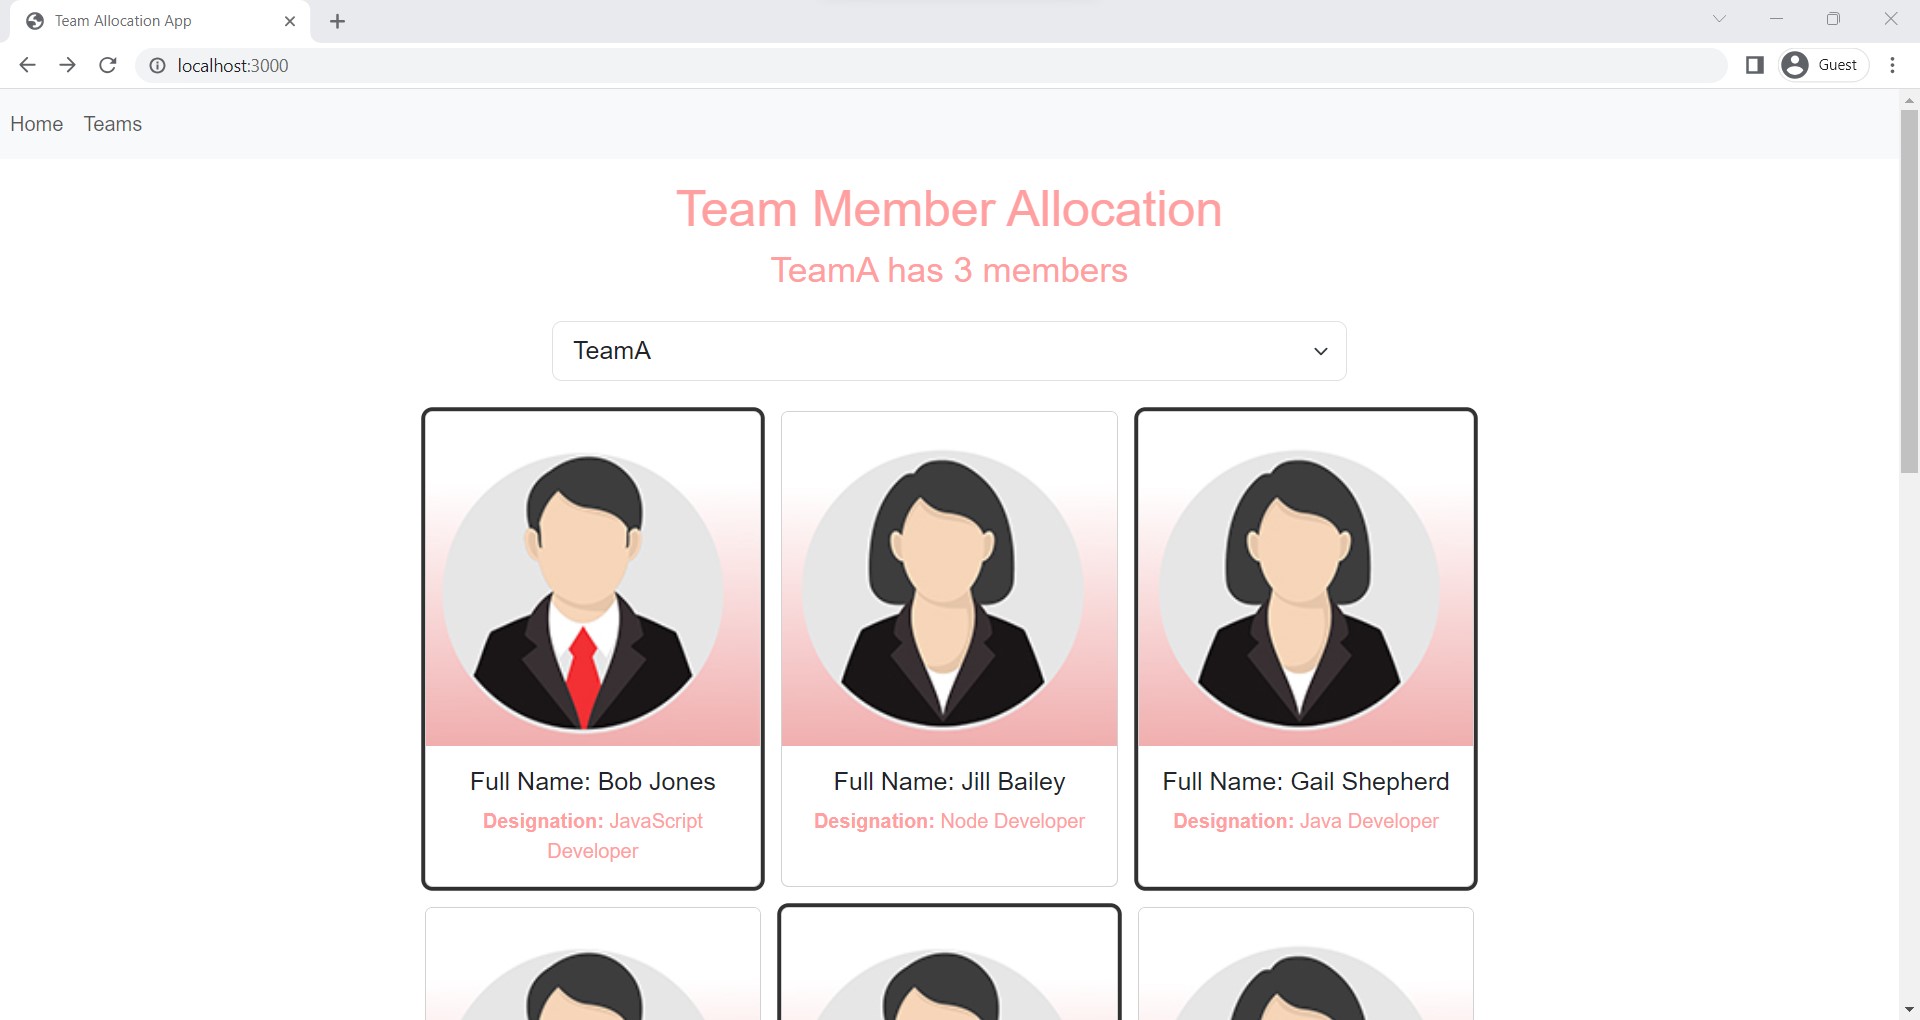 Team Allocation App
localhost:3000
Guest
Home Teams
Team Member Allocation
TeamA has 3 members
TeamA
Full Name: Bob Jones
Designation: JavaScript
Developer
Full Name: Jill Bailey
Designation: Node Developer
Full Name: Gail Shepherd
Designation: Java Developer